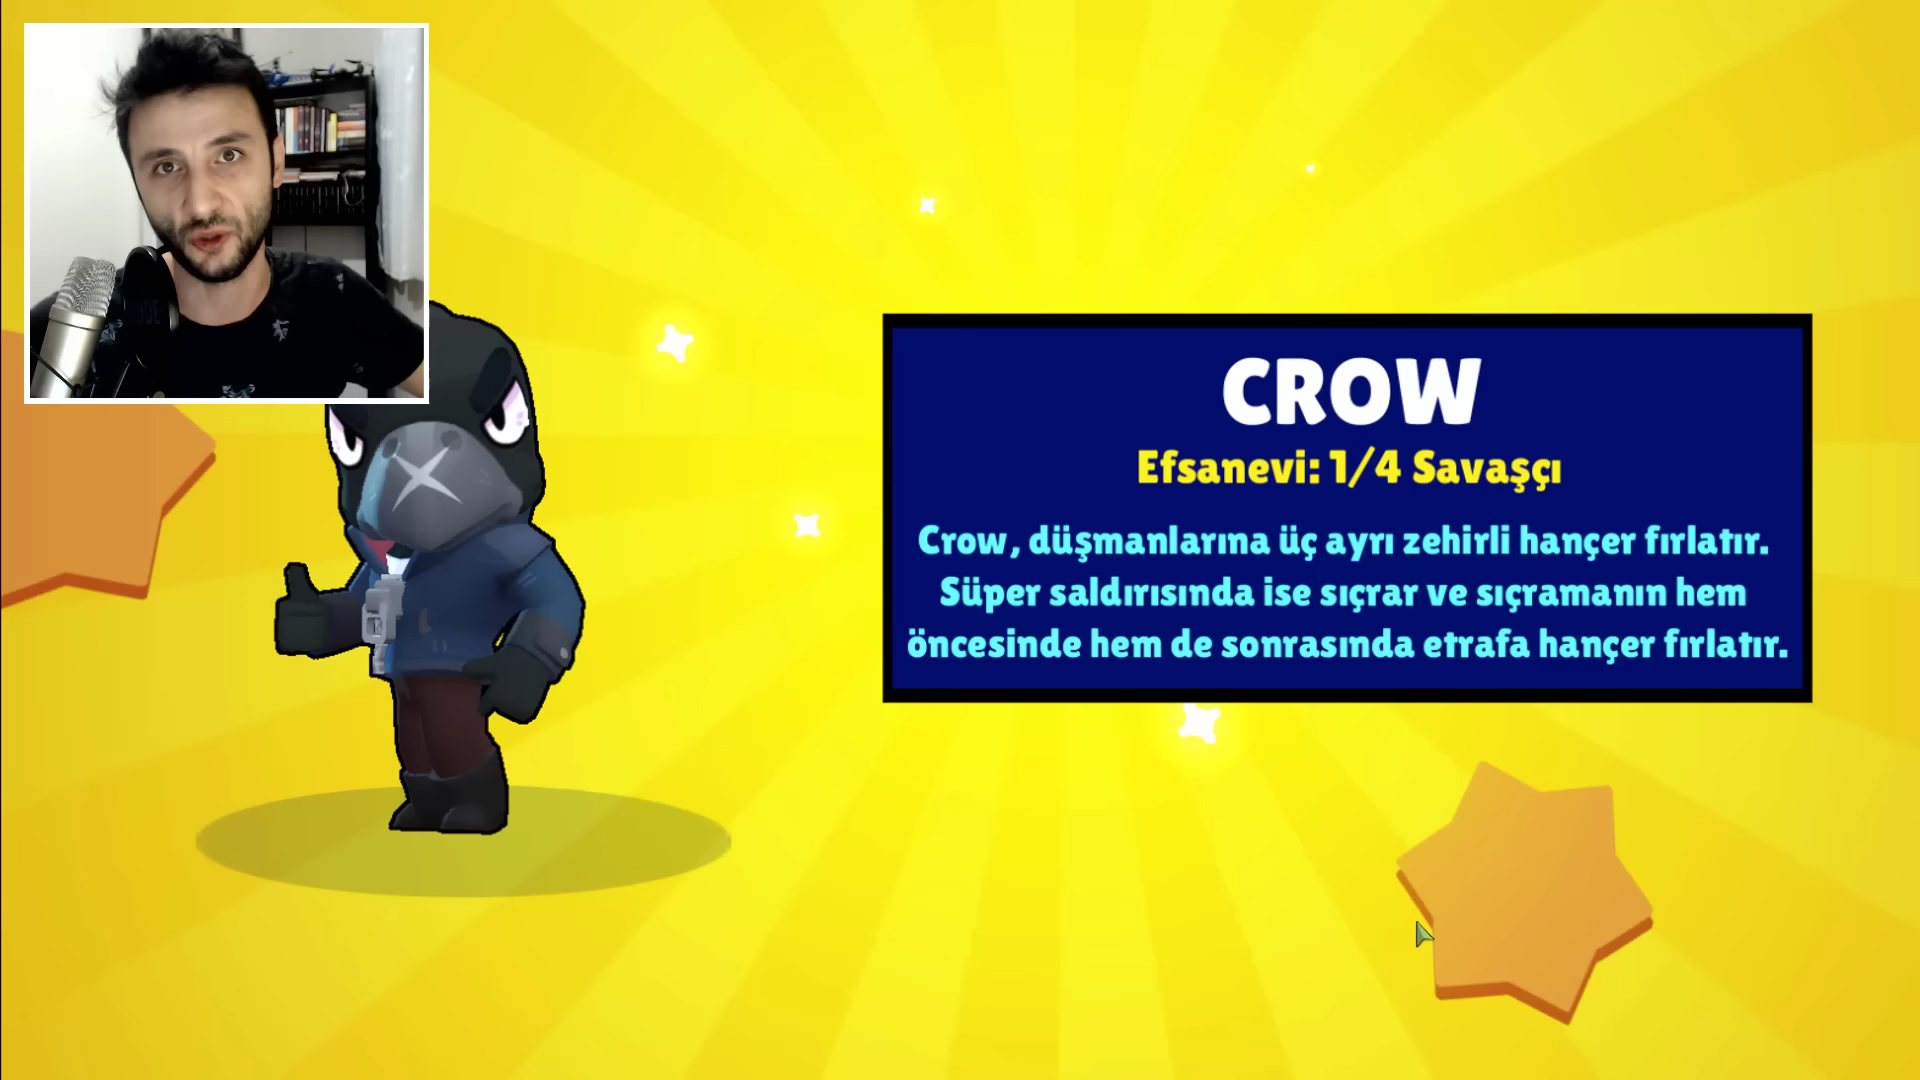 CROW
Efsanevi: 1/4 Savaşçı
Crow, düşmanlarına üç ayrı zehirli hançer fırlatır.
Süper saldırısında ise sıçrar ve sıçramanın hem
öncesinde hem de sonrasında etrafa hançer fırlatır.